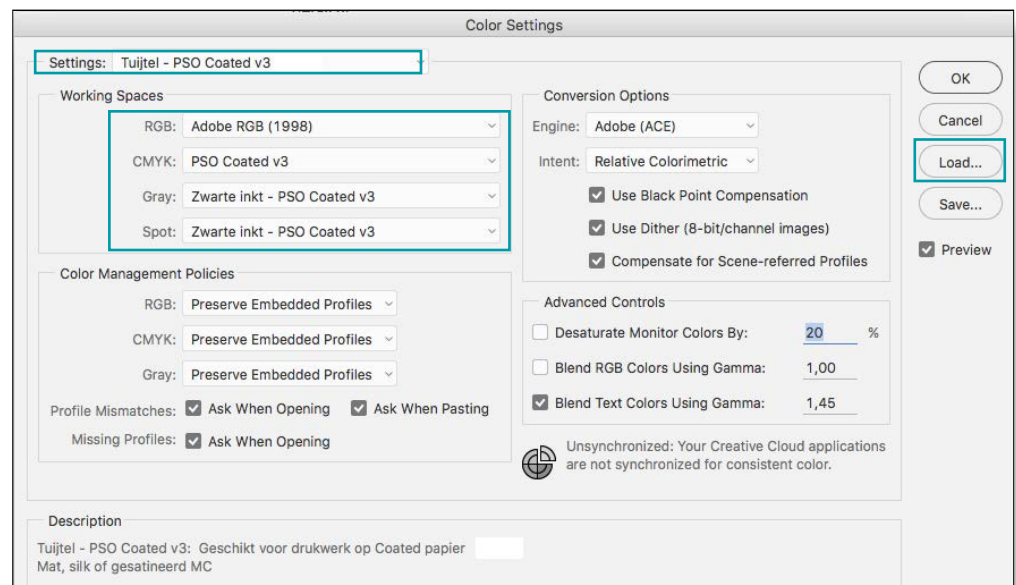 Color Settings
Settings: Tuijtel - PSO Coated v3
Working Spaces
RGB: Adobe RGB (1998)
CMYK: PSO Coated v3
Gray: Zwarte inkt - PSO Coated v3
Spot: Zwarte inkt - PSO Coated v3
Color Management Policies
RGB: Preserve Embedded Profiles
CMYK: Preserve Embedded Profiles
Gray: Preserve Embedded Profiles
Profile Mismatches: Ask When Opening Ask When Pasting
Missing Profiles: Ask When Opening
Conversion Options
Engine: Adobe (ACE)
Intent: Relative Colorimetric
Use Black Point Compensation
Use Dither (8-bit/channel images)
Compensate for Scene-referred Profiles
Advanced Controls
Desaturate Monitor Colors By: 20 %
Blend RGB Colors Using Gamma: 1,00
Blend Text Colors Using Gamma: 1,45
Unsynchronized: Your Creative Cloud applications
are not synchronized for consistent color.
OK
Cancel
Load...
Save...
Preview
Description
Tuijtel - PSO Coated v3: Geschikt voor drukwerk op Coated papier
Mat, silk of gesatineerd MC